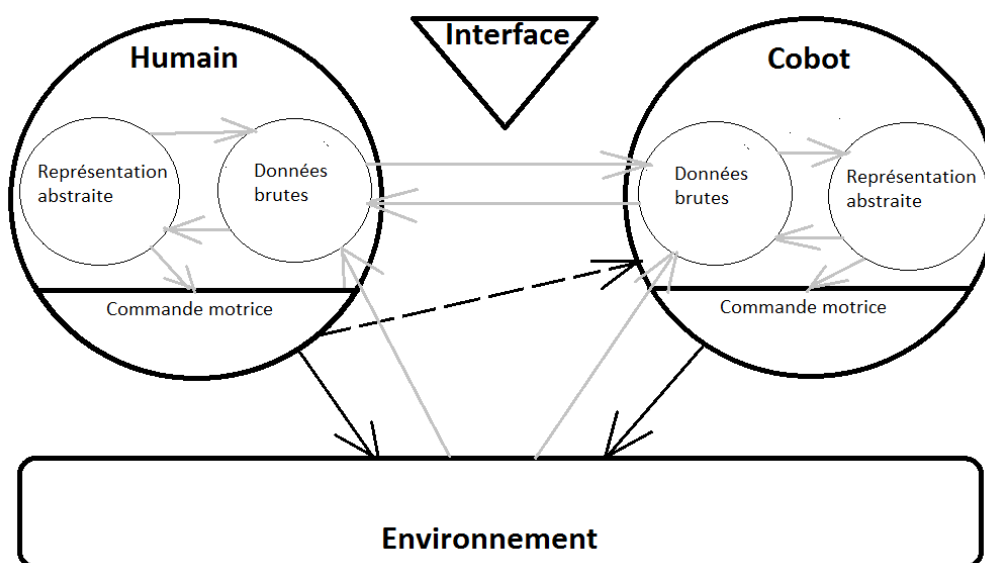 Interface
Humain
Cobot
Représentation
abstraite
Données
brutes
Données
brutes
Représentation
abstraite
Commande motrice
Commande motrice
Environnement